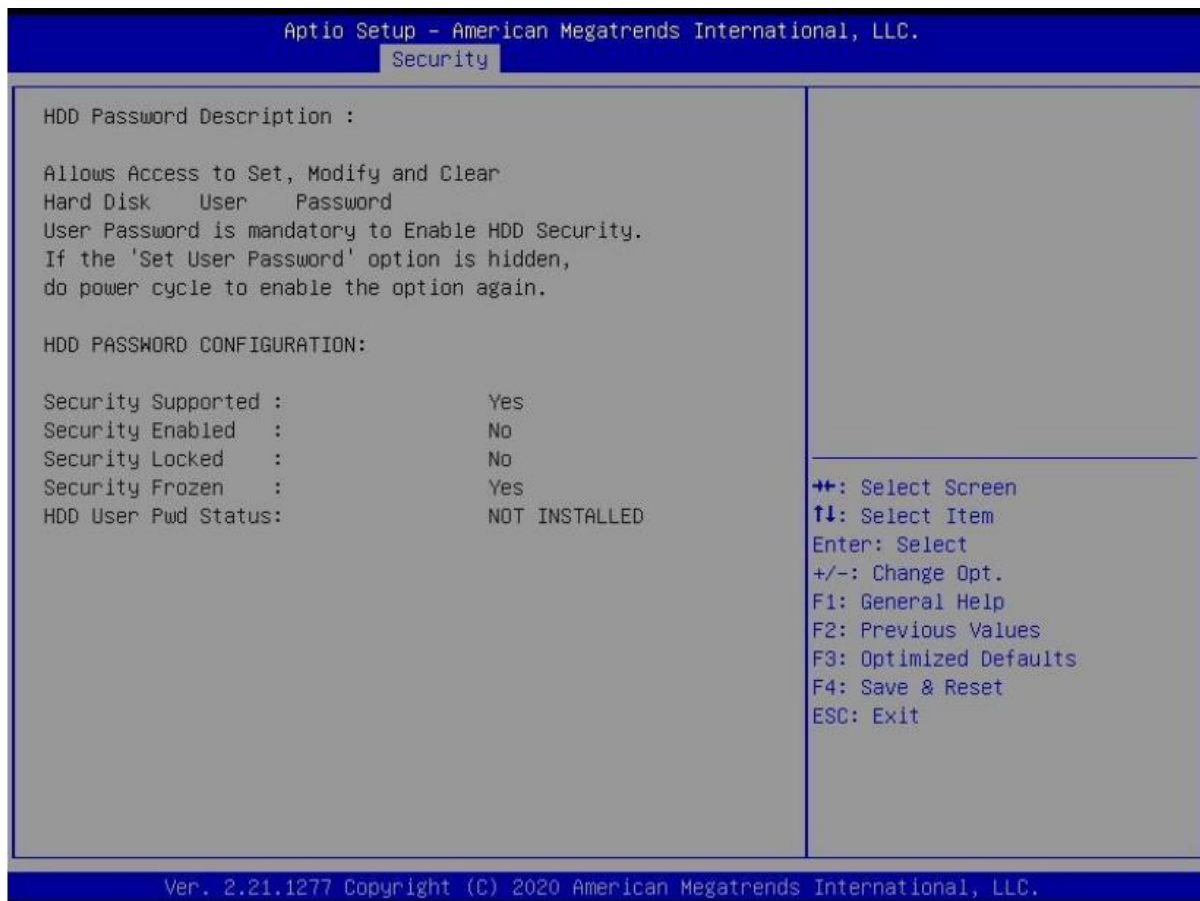 Aptio Setup – American Megatrends International, LLC.
Security
HDD Password Description :
Allows Access to Set, Modify and Clear
Hard Disk User Password
User Password is mandatory to Enable HDD Security.
If the 'Set User Password' option is hidden,
do power cycle to enable the option again.
HDD PASSWORD CONFIGURATION:
Security Supported : Yes
Security Enabled : No
Security Locked : No
Security Frozen : Yes
HDD User Pwd Status: NOT INSTALLED
→←: Select Screen
↑↓: Select Item
Enter: Select
+/-: Change Opt.
F1: General Help
F2: Previous Values
F3: Optimized Defaults
F4: Save & Reset
ESC: Exit
Ver. 2.21.1277 Copyright (C) 2020 American Megatrends International, LLC.